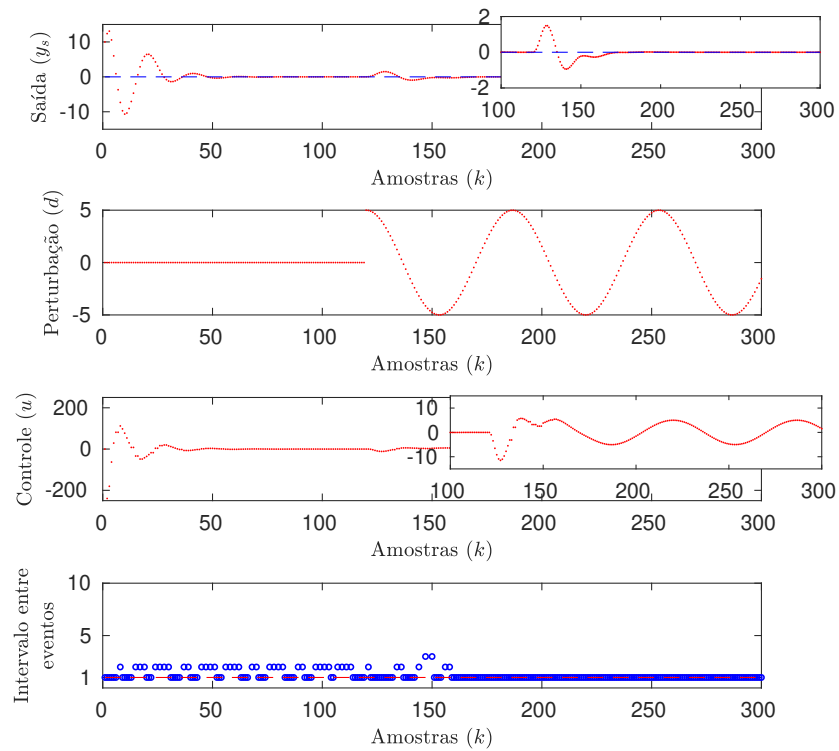 2
0
-2
100 150 200 250 300
10
0
-10
Saída (y_s)
0 50 100 150 200 250 300
Amostras (k)
5
0
-5
Perturbação (d)
0 50 100 150 200 250 300
Amostras (k)
200
0
-200
Controle (u)
10
0
-10
100 150 200 250 300
0 50 100 150 200 250 300
Amostras (k)
10
5
1
Intervalo entre
eventos
0 50 100 150 200 250 300
Amostras (k)